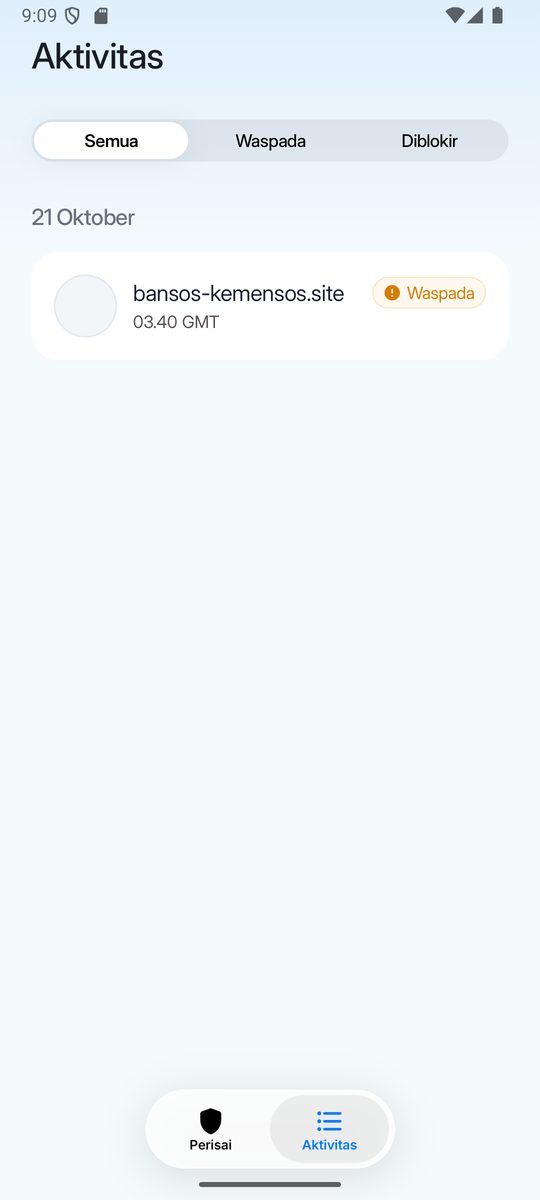 9:09
Aktivitas
Semua Waspada Diblokir
21 Oktober
bansos-kemensos.site Waspada
03.40 GMT
Perisai Aktivitas